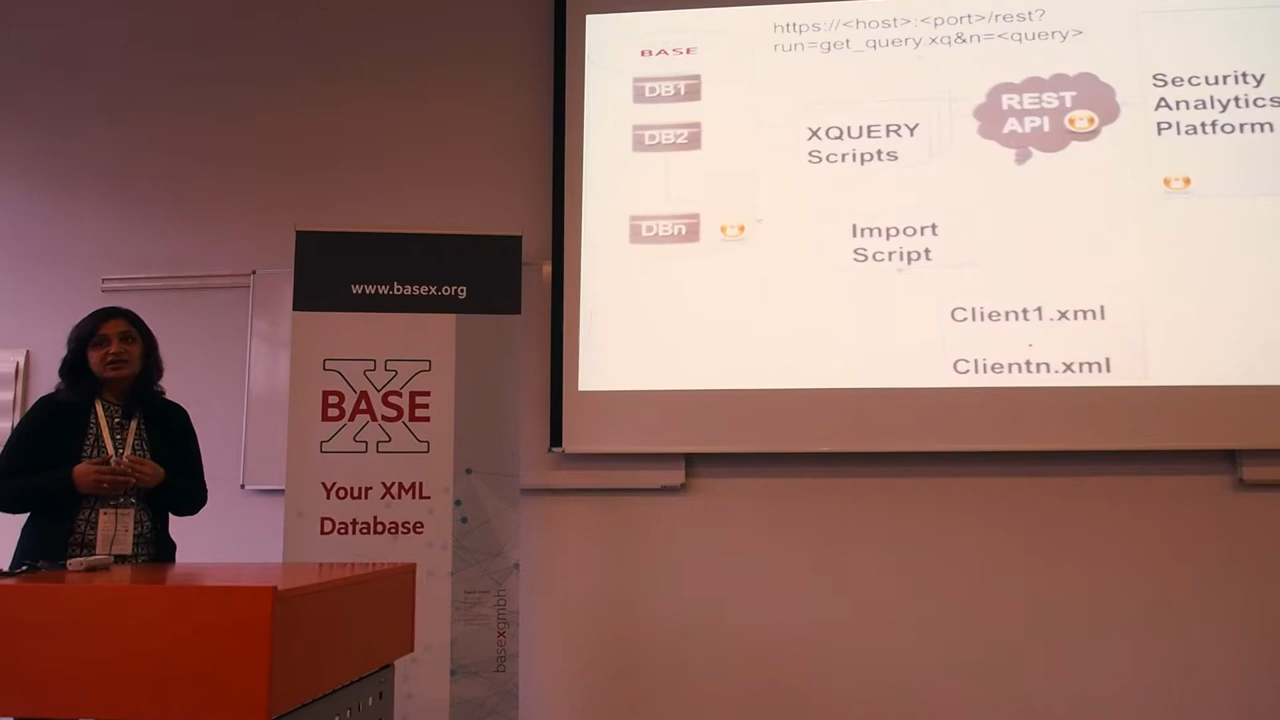 https://<host>:<port>/rest?
run=get_query.xq&n=<query>
BASE
DB1
DB2
DBn
XQUERY
Scripts
REST
API
Security
Analytics
Platform
Import
Script
Client1.xml
.
Clientn.xml
www.basex.org
X
BASE
Your XML
Database
basexgmbh